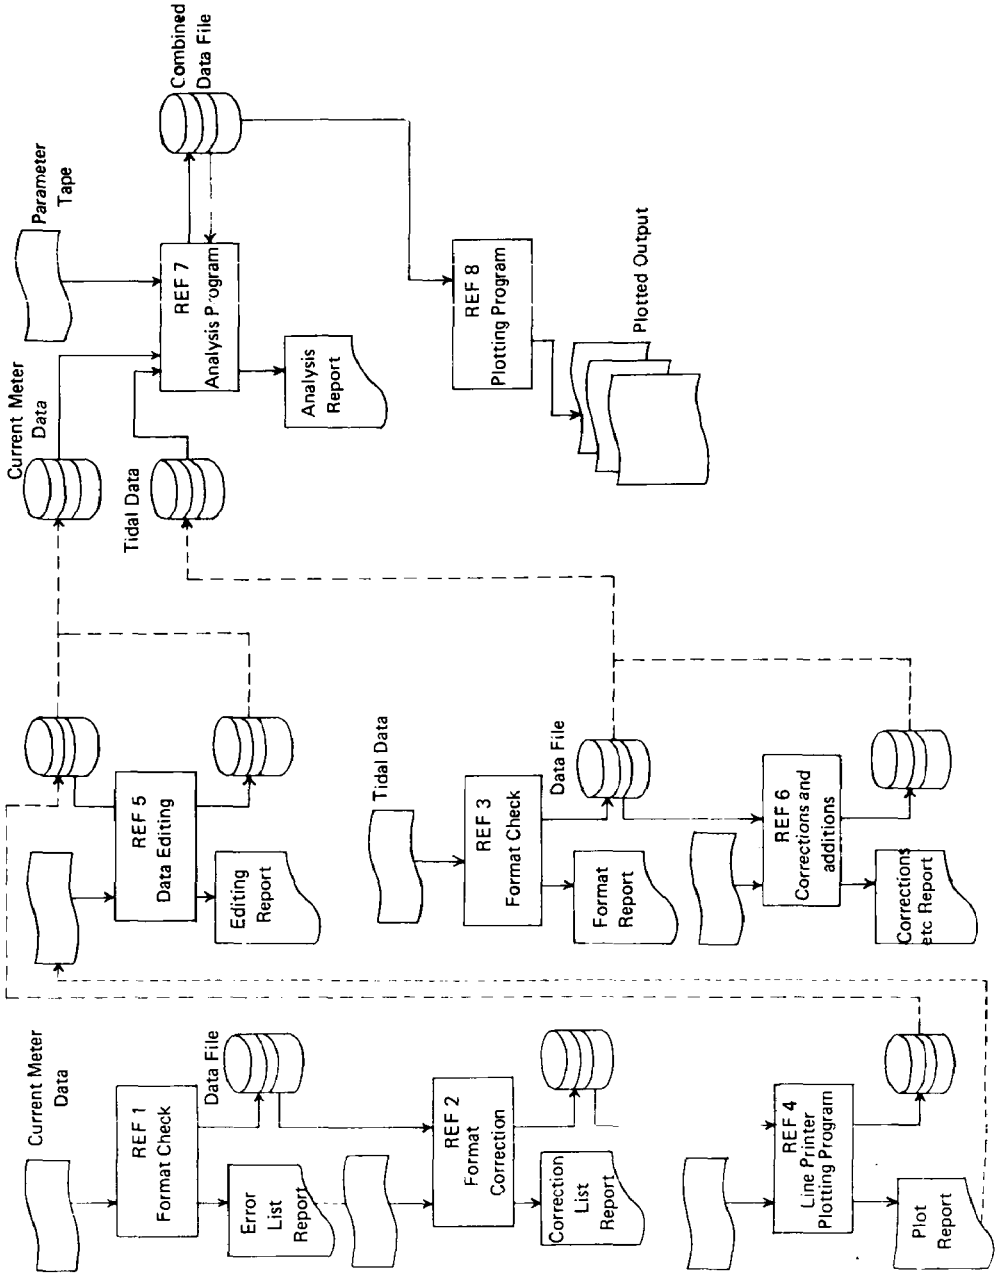 Current Meter
Data
REF 1
Format Check
Error
List
Report
Data File
REF 2
Format
Correction
Correction
List
Report
REF 4
Line Printer
Plotting Program
Plot
Report
REF 5
Data Editing
Editing
Report
Tidal Data
REF 3
Format Check
Format
Report
Data File
REF 6
Corrections and
additions
Corrections
etc Report
Current Meter
Data
Tidal Data
Parameter
Tape
REF 7
Analysis Program
Analysis
Report
Combined
Data File
REF 8
Plotting Program
Plotted Output